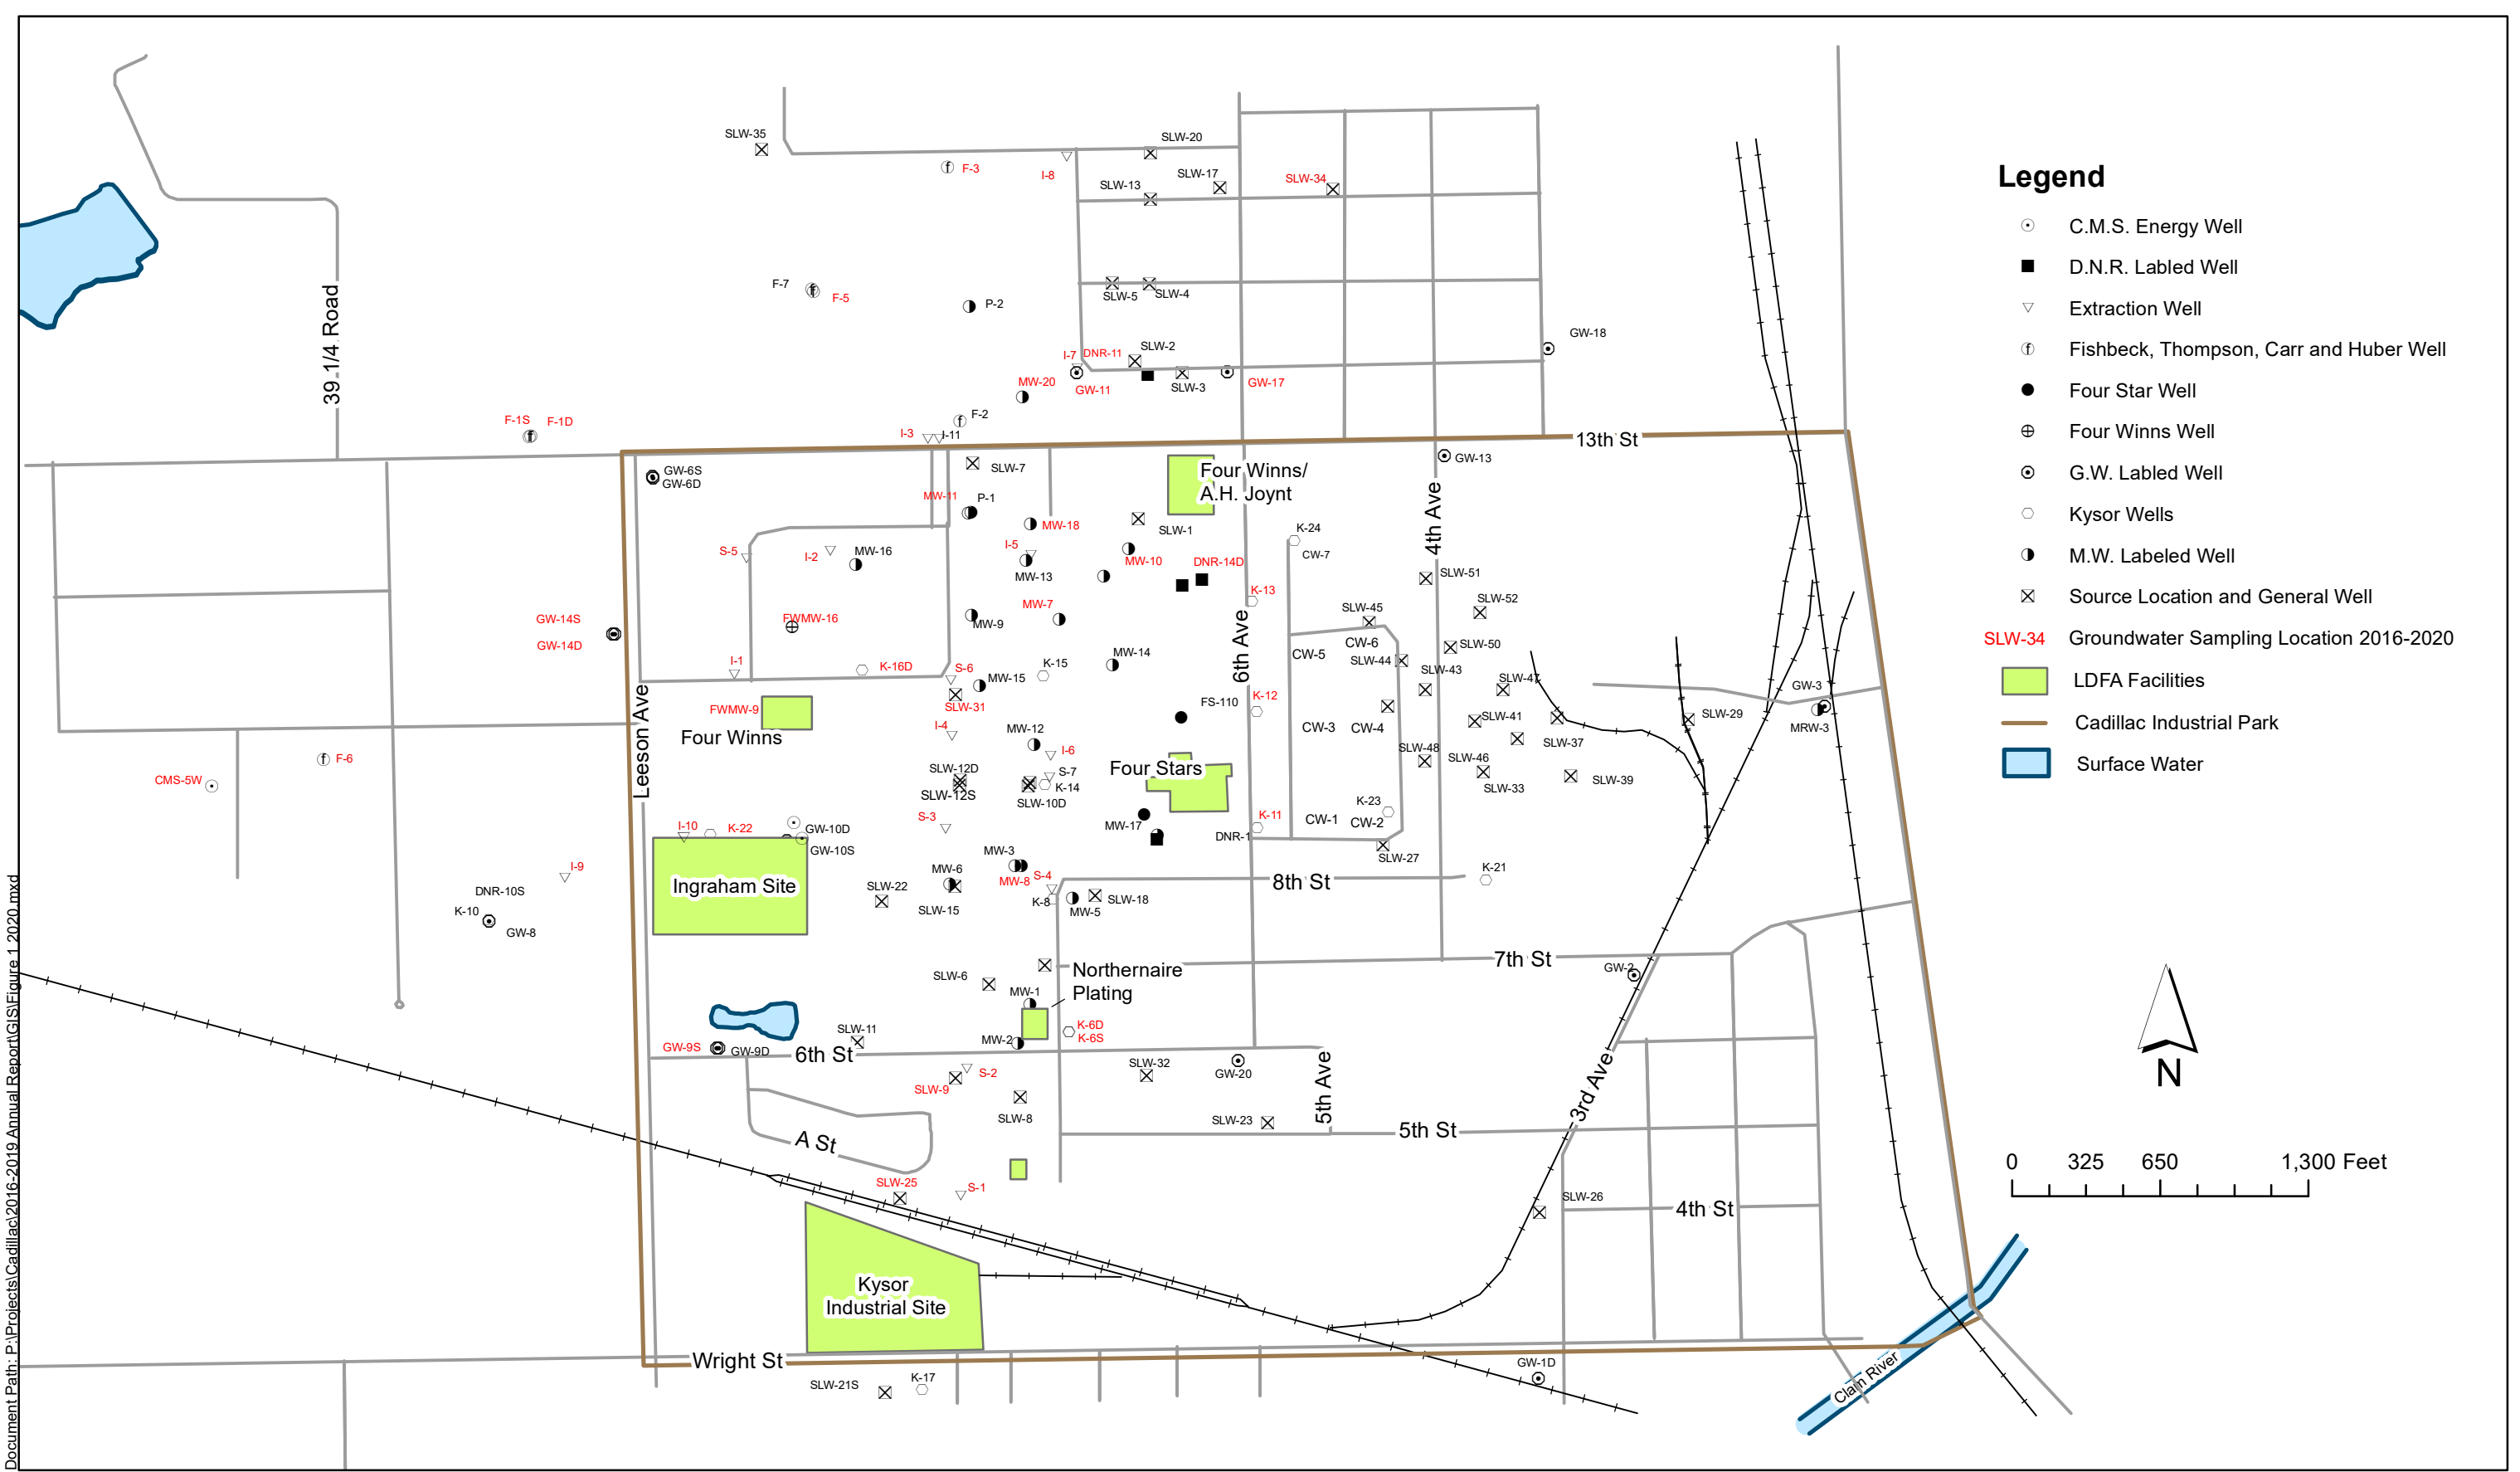 SLW-35
SLW-20
F-3
I-8
SLW-17
SLW-13
SLW-34
F-7
F-5
P-2
SLW-5
SLW-4
GW-18
39 1/4 Road
I-7
DNR-11
SLW-2
MW-20
GW-11
SLW-3
GW-17
F-1S
F-1D
F-2
I-3
I-11
13th St
GW-6S
GW-6D
SLW-7
Four Winns/
A.H. Joynt
GW-13
MW-11
P-1
MW-18
SLW-1
4th Ave
K-24
CW-7
S-5
I-2
MW-16
I-5
MW-13
MW-10
DNR-14D
SLW-51
K-13
SLW-52
MW-7
GW-14S
GW-14D
FWMW-16
MW-9
6th Ave
SLW-45
CW-6
CW-5
SLW-44
SLW-50
SLW-43
I-1
K-16D
S-6
K-15
MW-14
MW-15
SLW-47
GW-3
MRW-3
FWMW-9
SLW-31
I-4
FS-110
K-12
Four Winns
Leeson Ave
MW-12
I-6
CW-3
CW-4
SLW-41
SLW-29
SLW-37
SLW-48
SLW-46
F-6
CMS-5W
SLW-12D
SLW-12S
S-7
K-14
SLW-10D
Four Stars
SLW-33
SLW-39
K-23
S-3
I-10
K-22
GW-10D
GW-10S
MW-17
DNR-1
K-11
CW-1
CW-2
SLW-27
I-9
Ingraham Site
MW-3
MW-8
S-4
MW-6
SLW-22
SLW-15
K-8
MW-5
SLW-18
8th St
K-21
DNR-10S
K-10
GW-8
7th St
GW-2
SLW-6
Northernaire
Plating
MW-1
SLW-11
K-6D
K-6S
MW-2
GW-9S
GW-9D
6th St
SLW-9
S-2
SLW-32
GW-20
SLW-8
SLW-23
5th Ave
3rd Ave
A St
5th St
SLW-25
S-1
SLW-26
4th St
Kysor
Industrial Site
Wright St
SLW-21S
K-17
GW-1D
Clam River
Legend
C.M.S. Energy Well
D.N.R. Labled Well
Extraction Well
Fishbeck, Thompson, Carr and Huber Well
Four Star Well
Four Winns Well
G.W. Labled Well
Kysor Wells
M.W. Labeled Well
Source Location and General Well
SLW-34 Groundwater Sampling Location 2016-2020
LDFA Facilities
Cadillac Industrial Park
Surface Water
N
0 325 650 1,300 Feet
Document Path: P:\Projects\Cadillac\2016-2019 Annual Report\GIS\Figure 1 2020.mxd